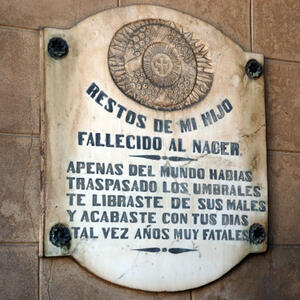 RESTOS DE MI HIJO
FALLECIDO AL NACER.
APENAS DEL MUNDO HABIAS
TRASPASADO LOS UMBRALES
TE LIBRASTE DE SUS MALES
Y ACABASTE CON TUS DIAS
TAL VEZ AÑOS MUY FATALES